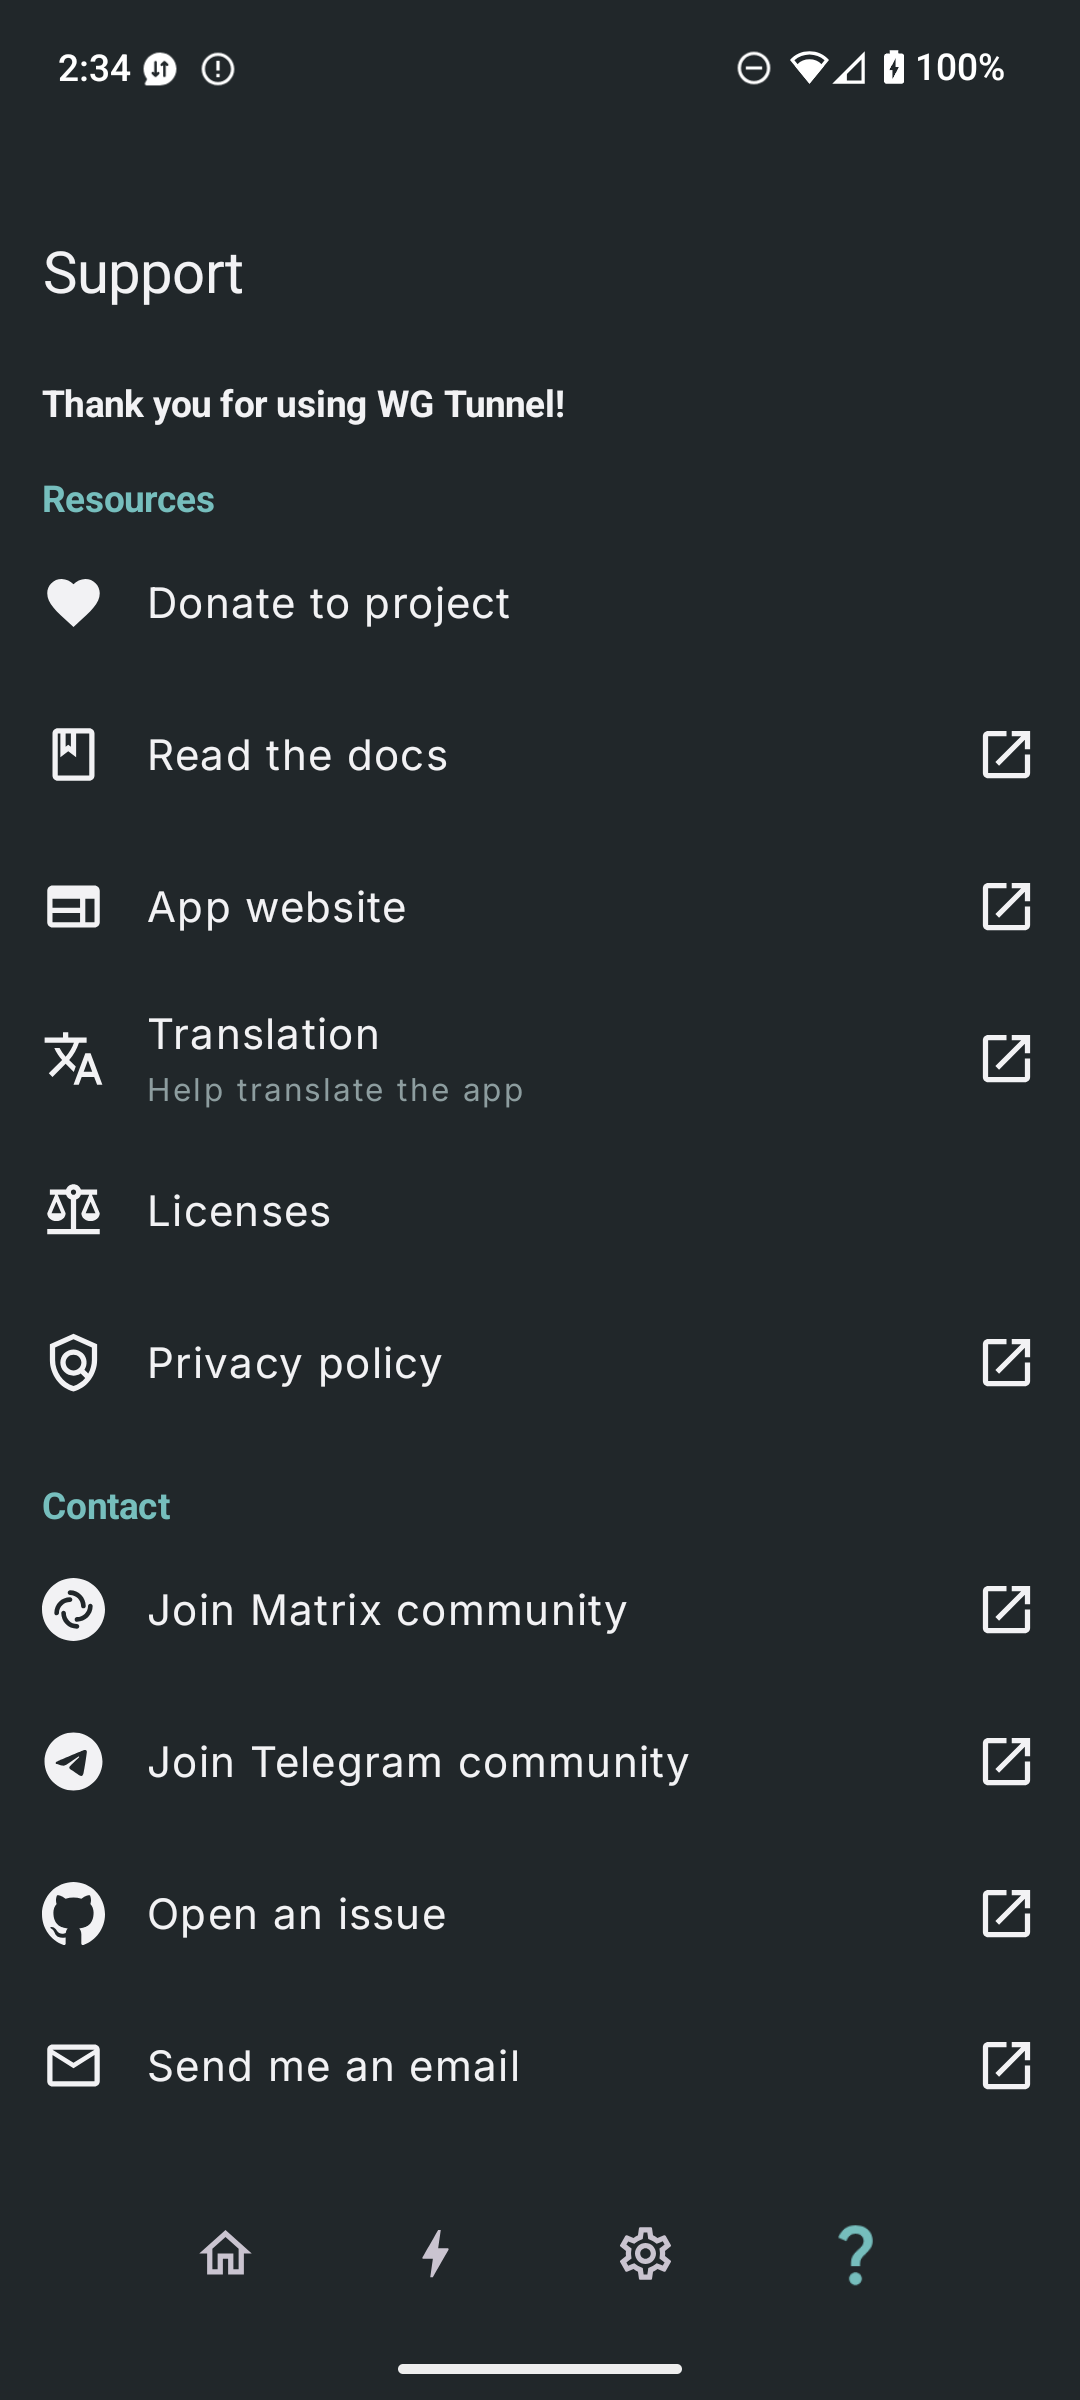 2:34
100%
Support
Thank you for using WG Tunnel!
Resources
Donate to project
Read the docs
App website
Translation
Help translate the app
Licenses
Privacy policy
Contact
Join Matrix community
Join Telegram community
Open an issue
Send me an email